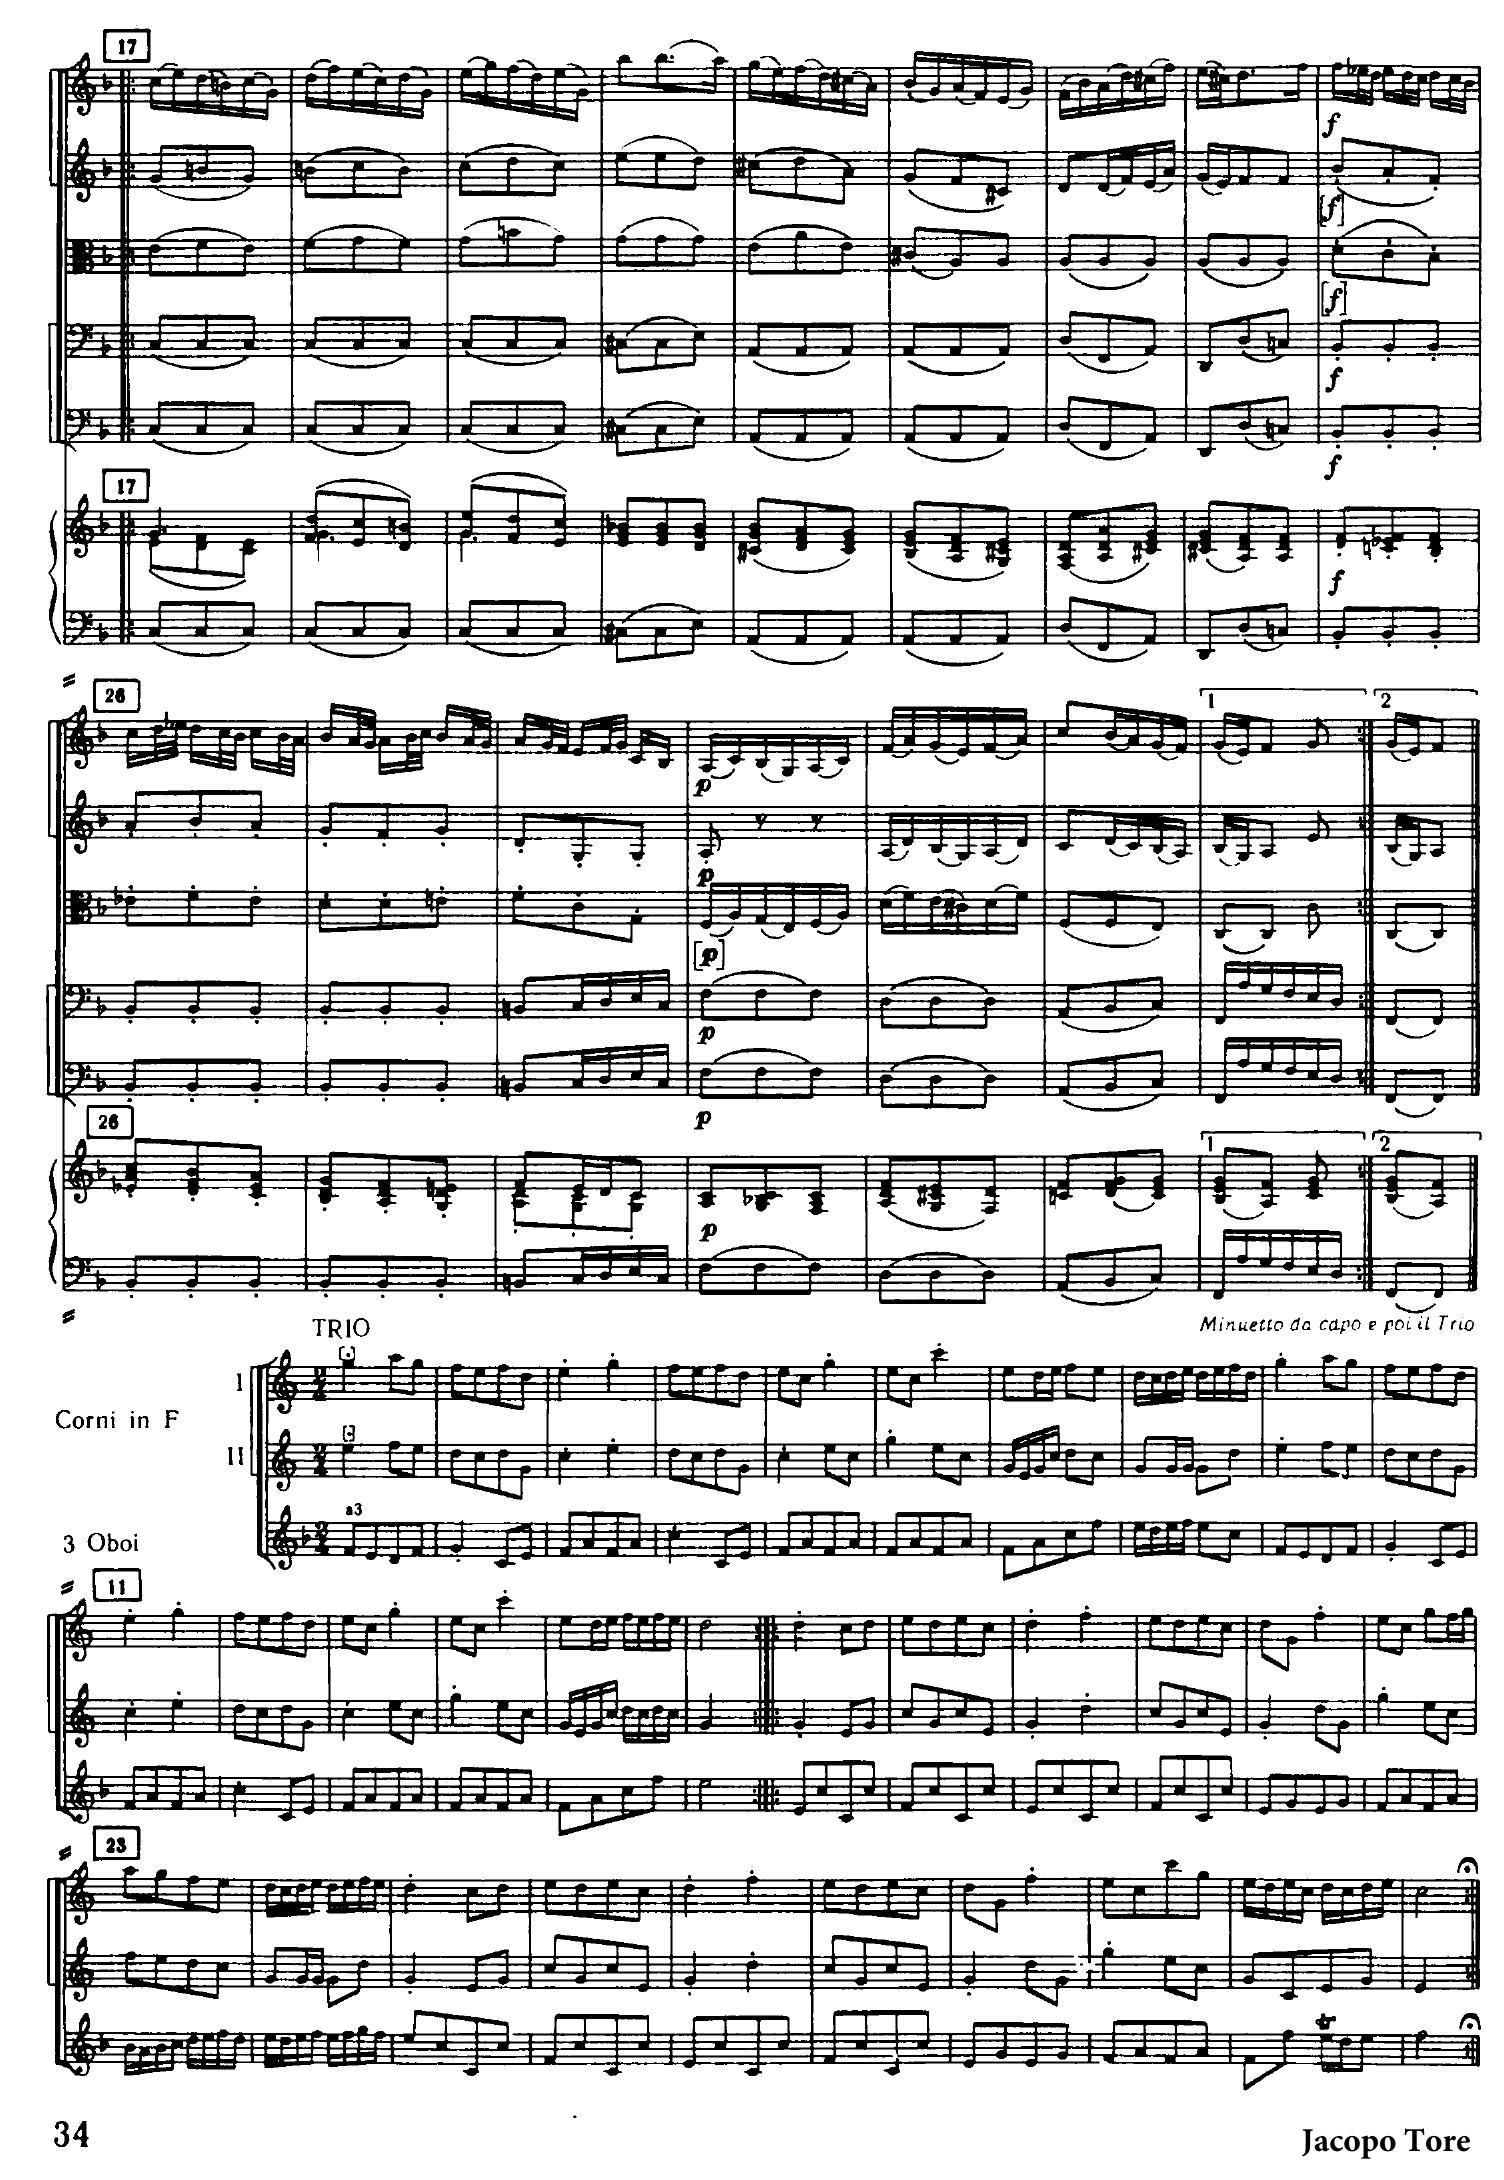 17
f
[f]
[f]
f
f
17
f
26
p
p
[p]
p
p
1
2
26
p
1
2
Minuetto da capo e poi il Trio
TRIO
Corni in F
I
II
3 Oboi
a3
11
23
tr
34
Jacopo Tore